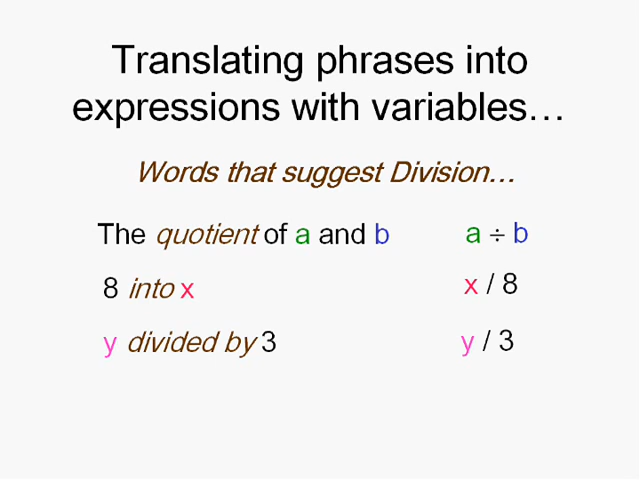 Translating phrases into
expressions with variables…
Words that suggest Division…
The quotient of a and b a ÷ b
8 into x x / 8
y divided by 3 y / 3